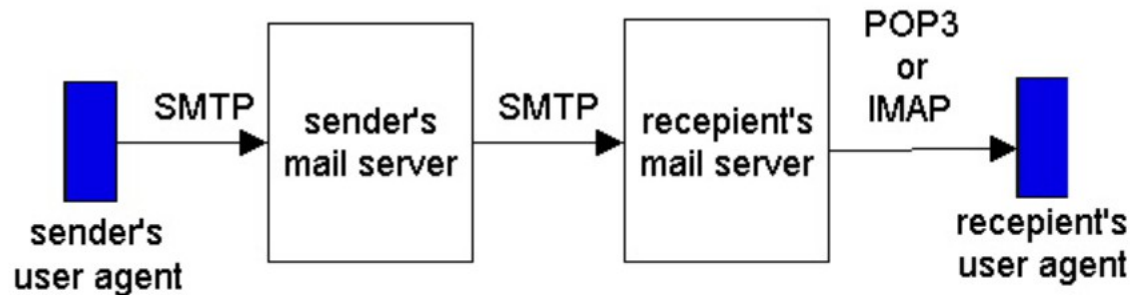 sender's
user agent
SMTP
sender's
mail server
SMTP
recepient's
mail server
POP3
or
IMAP
recepient's
user agent